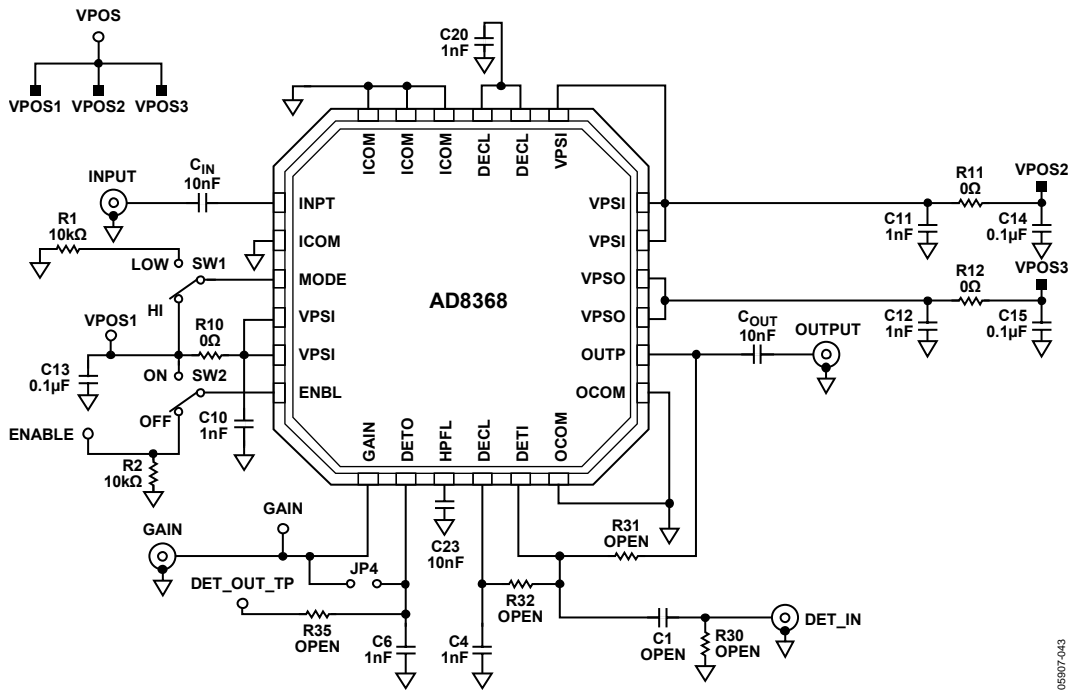 VPOS
VPOS1 VPOS2 VPOS3
C20
1nF
ICOM
ICOM
ICOM
DECL
DECL
VPSI
INPUT
CIN
10nF
R1
10kΩ
LOW
SW1
HI
VPOS1
R10
0Ω
C13
0.1µF
ON
SW2
OFF
ENABLE
R2
10kΩ
C10
1nF
INPT
ICOM
MODE
VPSI
VPSI
ENBL
AD8368
VPSI
VPSI
VPSO
VPSO
OUTP
OCOM
GAIN
DETO
HPFL
DECL
DETI
OCOM
R11
0Ω
VPOS2
C11
1nF
C14
0.1µF
R12
0Ω
VPOS3
C12
1nF
C15
0.1µF
COUT
10nF
OUTPUT
GAIN
GAIN
JP4
DET_OUT_TP
R35
OPEN
C6
1nF
C23
10nF
C4
1nF
R32
OPEN
R31
OPEN
C1
OPEN
R30
OPEN
DET_IN
05907-043